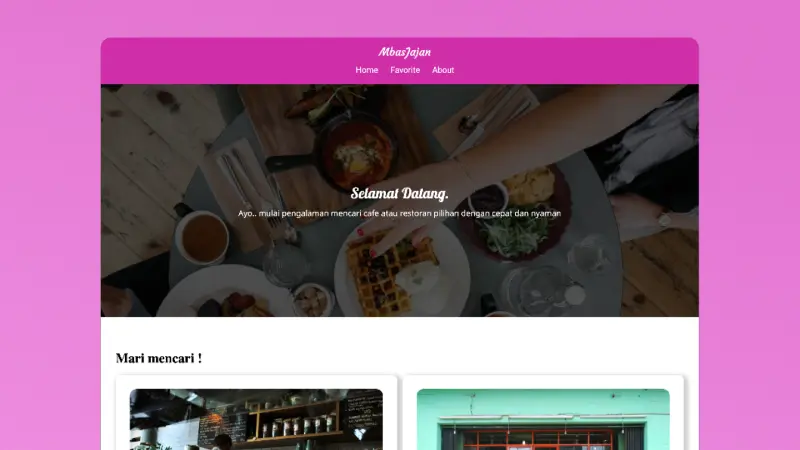 MbasJajan
Home Favorite About
Selamat Datang.
Ayo.. mulai pengalaman mencari cafe atau restoran pilihan dengan cepat dan nyaman
Mari mencari !